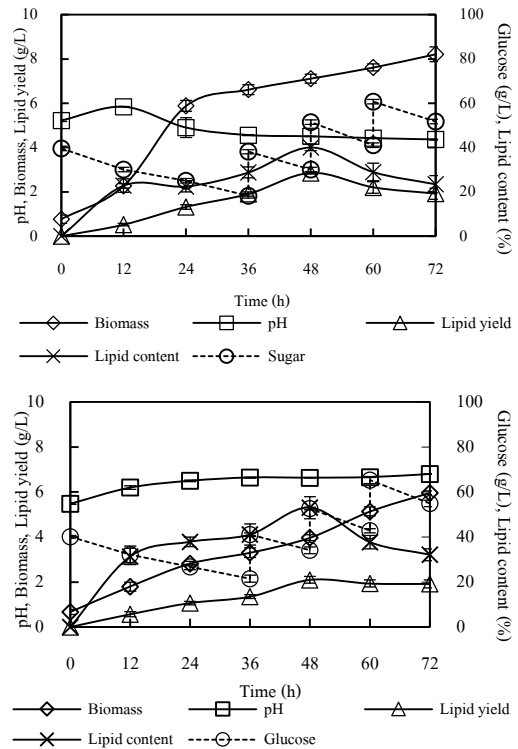 10
8
6
4
2
0
pH, Biomass, Lipid yield (g/L)
100
80
60
40
20
0
Glucose (g/L), Lipid content (%)
0 12 24 36 48 60 72
Time (h)
Biomass pH Lipid yield
Lipid content Sugar
10
8
6
4
2
0
pH, Biomass, Lipid yield (g/L)
100
80
60
40
20
0
Glucose (g/L), Lipid content (%)
0 12 24 36 48 60 72
Time (h)
Biomass pH Lipid yield
Lipid content Glucose